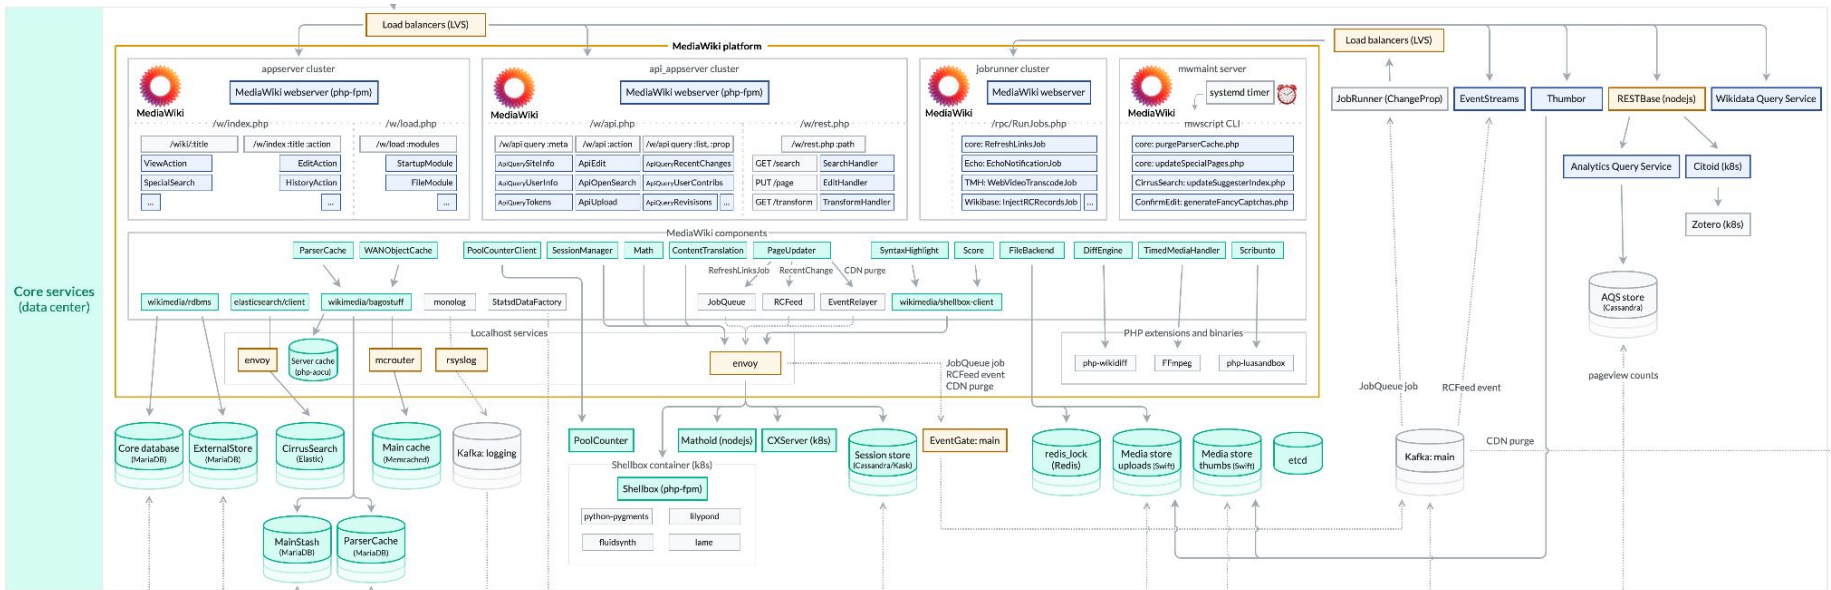 Load balancers (LVS)
MediaWiki platform
Load balancers (LVS)
appserver cluster
MediaWiki webserver (php-fpm)
MediaWiki
/w/index.php
/w/load.php
/wiki/:title
/w/index :title :action
/w/load :modules
ViewAction
EditAction
StartupModule
SpecialSearch
HistoryAction
FileModule
...
...
...
api_appserver cluster
MediaWiki webserver (php-fpm)
MediaWiki
/w/api.php
/w/rest.php
/w/api query :meta
/w/api :action
/w/api query :list, :prop
/w/rest.php :path
ApiQuerySiteInfo
ApiEdit
ApiQueryRecentChanges
GET /search
SearchHandler
ApiQueryUserInfo
ApiOpenSearch
ApiQueryUserContribs
PUT /page
EditHandler
ApiQueryTokens
ApiUpload
ApiQueryRevisisons
...
GET /transform
TransformHandler
jobrunner cluster
MediaWiki webserver
MediaWiki
/rpc/RunJobs.php
core: RefreshLinksJob
Echo: EchoNotificationJob
TMH: WebVideoTranscodeJob
Wikibase: InjectRCRecordsJob
...
mwmaint server
systemd timer
MediaWiki
mwscript CLI
core: purgeParserCache.php
core: updateSpecialPages.php
CirrusSearch: updateSuggesterIndex.php
ConfirmEdit: generateFancyCaptchas.php
JobRunner (ChangeProp)
EventStreams
Thumbor
RESTBase (nodejs)
Wikidata Query Service
Analytics Query Service
Citoid (k8s)
Zotero (k8s)
MediaWiki components
ParserCache
WANObjectCache
PoolCounterClient
SessionManager
Math
ContentTranslation
PageUpdater
SyntaxHighlight
Score
FileBackend
DiffEngine
TimedMediaHandler
Scribunto
RefreshLinksJob
RecentChange
CDN purge
wikimedia/rdbms
elasticsearch/client
wikimedia/bagostuff
monolog
StatsdDataFactory
JobQueue
RCFeed
EventRelayer
wikimedia/shellbox-client
Core services
(data center)
AQS store
(Cassandra)
Localhost services
PHP extensions and binaries
envoy
Server cache
(php-apcu)
mcrouter
rsyslog
envoy
JobQueue job
RCFeed event
CDN purge
php-wikidiff
FFmpeg
php-luasandbox
JobQueue job
RCFeed event
pageview counts
Core database
(MariaDB)
ExternalStore
(MariaDB)
CirrusSearch
(Elastic)
Main cache
(Memcached)
Kafka: logging
PoolCounter
Mathoid (nodejs)
CXServer (k8s)
Session store
(Cassandra/Kask)
EventGate: main
redis_lock
(Redis)
Media store
uploads (Swift)
Media store
thumbs (Swift)
etcd
Kafka: main
CDN purge
Shellbox container (k8s)
Shellbox (php-fpm)
python-pygments
lilypond
fluidsynth
lame
MainStash
(MariaDB)
ParserCache
(MariaDB)